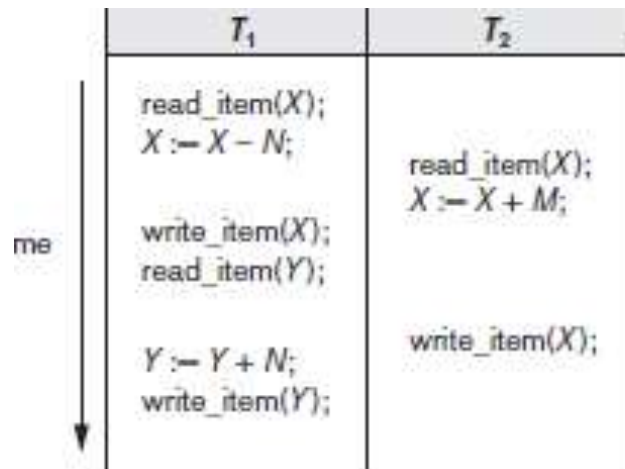 T₁ T₂
read_item(X);
X := X – N;
read_item(X);
X := X + M;
write_item(X);
read_item(Y);
me
write_item(X);
Y := Y + N;
write_item(Y);